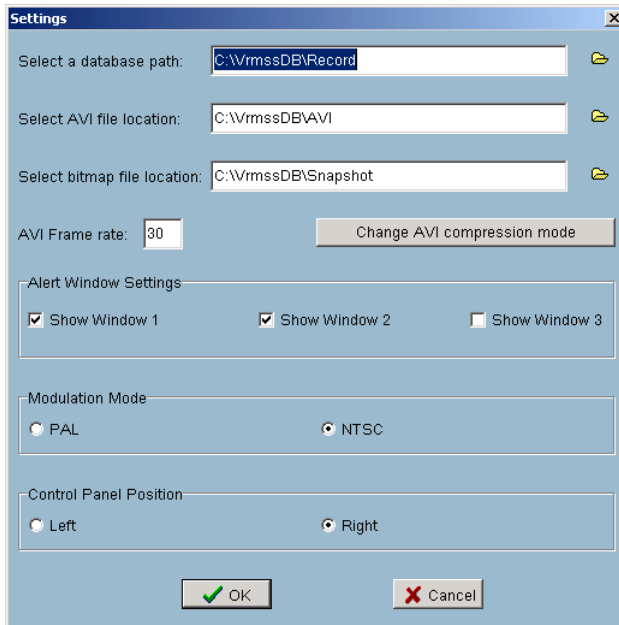 Settings
Select a database path: C:\VrmssDB\Record
Select AVI file location: C:\VrmssDB\AVI
Select bitmap file location: C:\VrmssDB\Snapshot
AVI Frame rate: 30 Change AVI compression mode
Alert Window Settings
Show Window 1 Show Window 2 Show Window 3
Modulation Mode
PAL NTSC
Control Panel Position
Left Right
OK Cancel